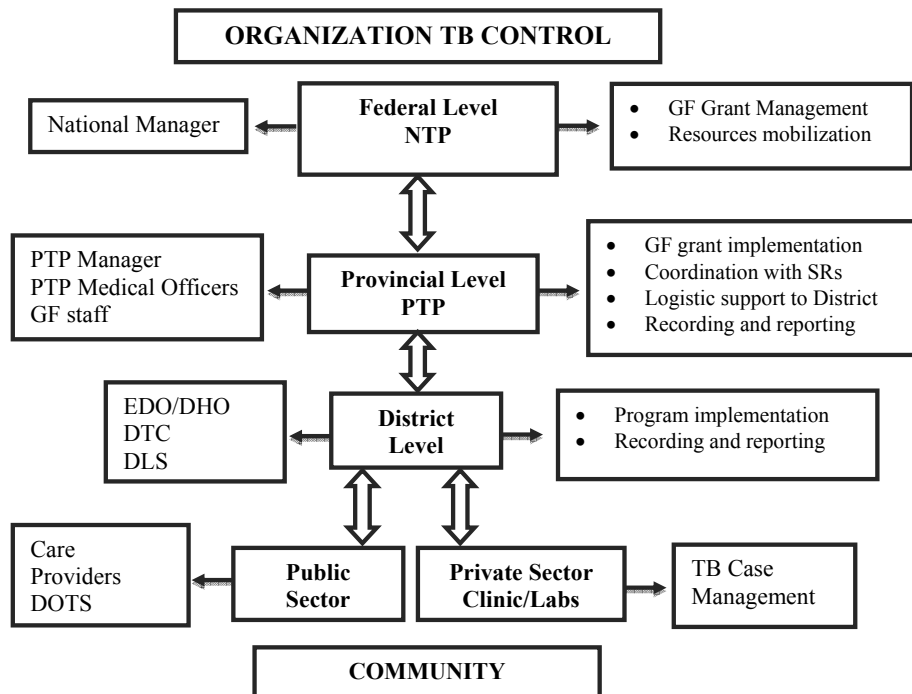 ORGANIZATION TB CONTROL
National Manager
Federal Level
NTP
• GF Grant Management
• Resources mobilization
PTP Manager
PTP Medical Officers
GF staff
Provincial Level
PTP
• GF grant implementation
• Coordination with SRs
• Logistic support to District
• Recording and reporting
EDO/DHO
DTC
DLS
District
Level
• Program implementation
• Recording and reporting
Care
Providers
DOTS
Public
Sector
Private Sector
Clinic/Labs
TB Case
Management
COMMUNITY